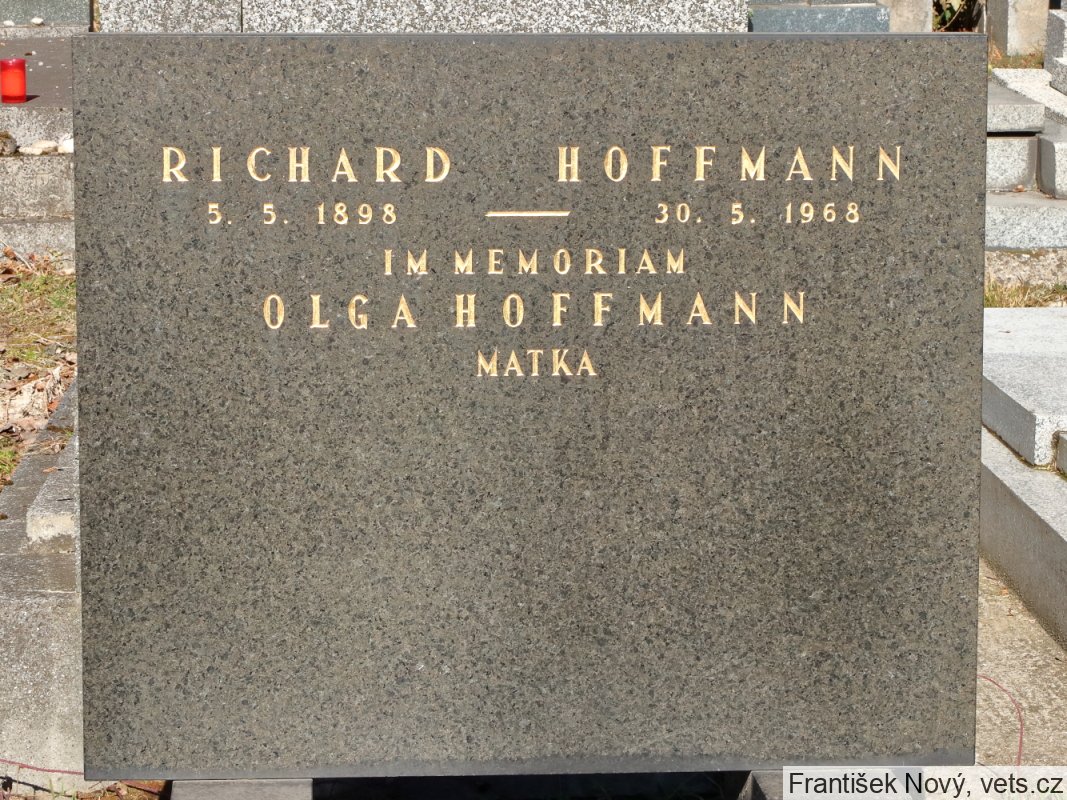 RICHARD HOFFMANN
5. 5. 1898 — 30. 5. 1968
IM MEMORIAM
OLGA HOFFMANN
MATKA
František Nový, vets.cz